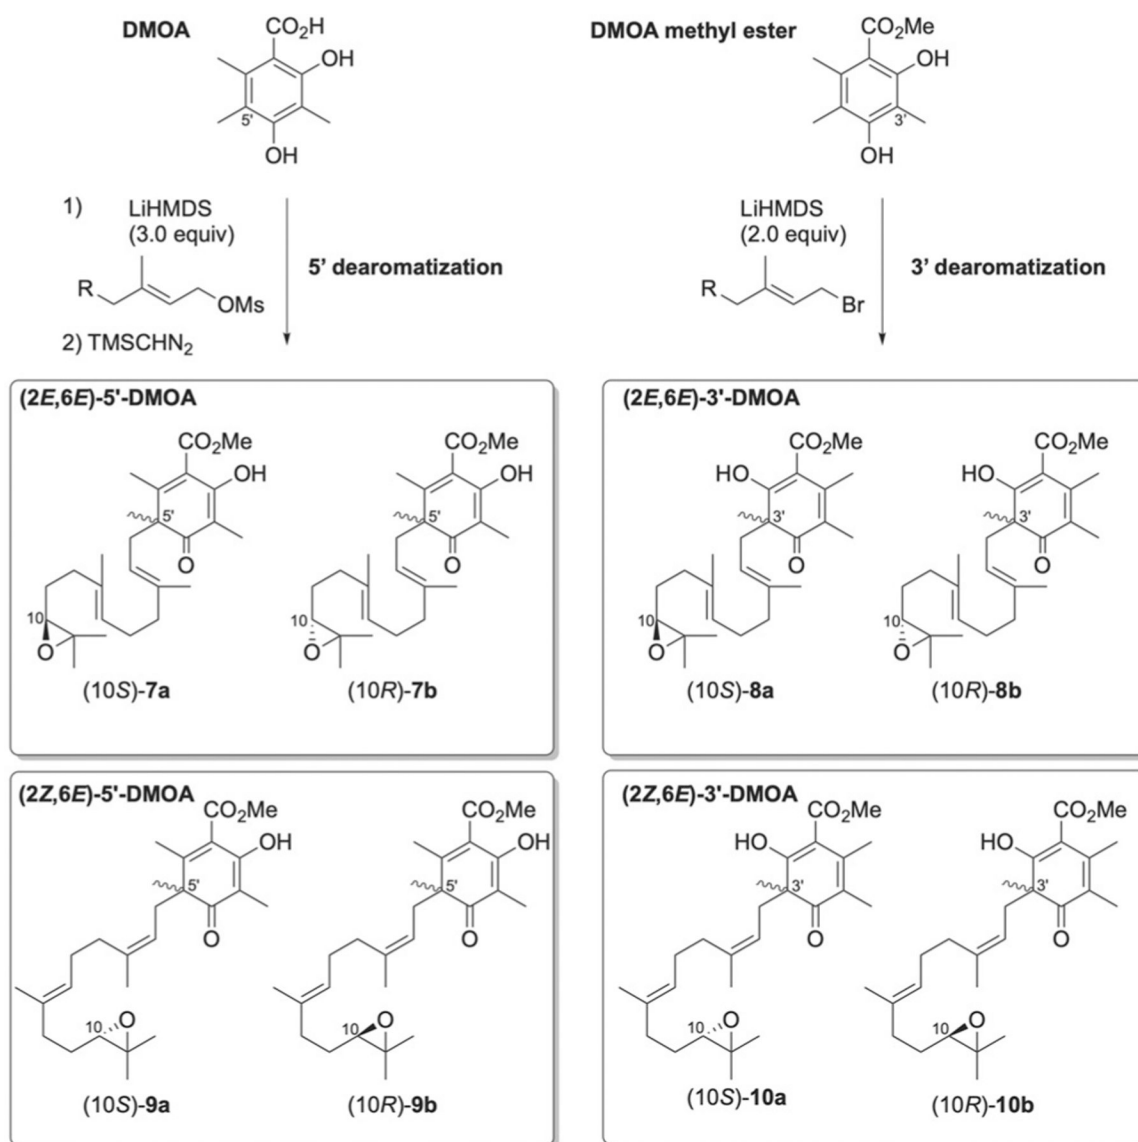 DMOA
CO₂H
OH
5'
OH
DMOA methyl ester
CO₂Me
OH
3'
OH
1)
LiHMDS
(3.0 equiv)
R
OMs
2) TMSCHN₂
5' dearomatization
LiHMDS
(2.0 equiv)
R
Br
3' dearomatization
(2E,6E)-5'-DMOA
CO₂Me
OH
5'
O
10
O
(10S)-7a
CO₂Me
OH
5'
O
10
O
(10R)-7b
(2E,6E)-3'-DMOA
CO₂Me
HO
3'
O
10
O
(10S)-8a
CO₂Me
HO
3'
O
10
O
(10R)-8b
(2Z,6E)-5'-DMOA
CO₂Me
OH
5'
O
10
O
(10S)-9a
CO₂Me
OH
5'
O
10
O
(10R)-9b
(2Z,6E)-3'-DMOA
CO₂Me
HO
3'
O
10
O
(10S)-10a
CO₂Me
HO
3'
O
10
O
(10R)-10b